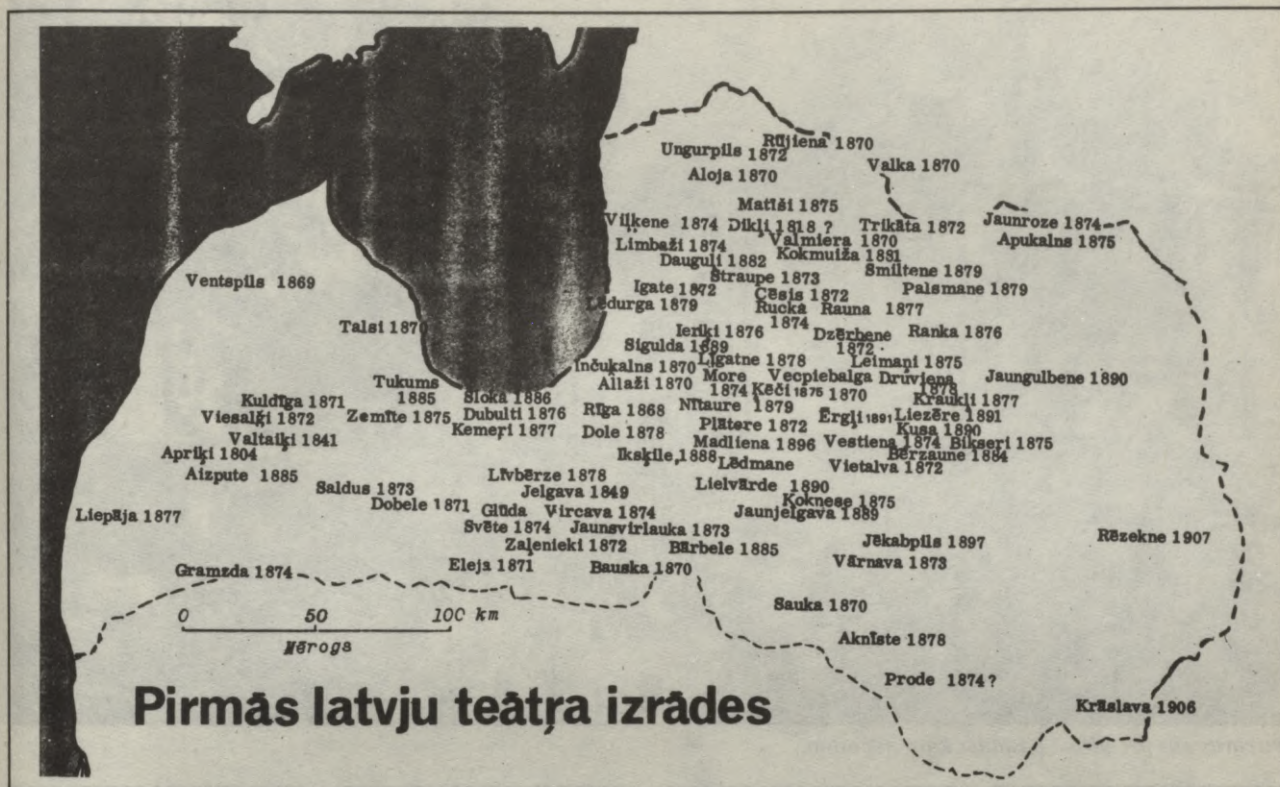 Rūjiena 1870
Ungurpils 1872
Valka 1870
Aloja 1870
Matīši 1875
Viļķene 1874
Dikļi 1818 ?
Trikāta 1872
Jaunroze 1874
Limbaži 1874
Valmiera 1870
Apukalns 1875
Dauguļi 1882
Kokmuiža 1881
Smiltene 1879
Ventspils 1869
Straupe 1873
Igate 1872
Cēsis 1872
Palsmane 1879
Lēdurga 1879
Rucka
1874
Rauna 1877
Talsi 1870
Ieriķi 1876
Dzērbene
1872
Ranka 1876
Sigulda 1889
Līgatne 1878
Leimaņi 1875
Inčukalns 1870
Tukums
1885
Allaži 1870
More
1874
Vecpiebalga
1870
Drūviena
1878
Jaungulbene 1890
Ķēči 1875
Kuldīga 1871
Sloka 1886
Kraukļi 1877
Viesalģi 1872
Zemīte 1875
Dubulti 1876
Rīga 1868
Nītaure 1879
Ērgļi 1891
Liezēre 1891
Valtaiķi 1841
Ķemeri 1877
Dole 1878
Plātere 1872
Kusa 1890
Apriķi 1804
Madliena 1896
Vestiena 1874
Bikseri 1875
Ikšķile 1888
Lēdmane
Bērzaune 1884
Aizpute 1885
Līvbērze 1878
Vietalva 1872
Saldus 1873
Jelgava 1849
Lielvārde 1890
Dobele 1871
Glūda
Vircava 1874
Koknese 1875
Liepāja 1877
Jaunjelgava 1889
Svēte 1874
Jaunsvirlauka 1873
Zaļenieki 1872
Bārbele 1885
Jēkabpils 1897
Rēzekne 1907
Gramzda 1874
Eleja 1871
Bauska 1870
Vārnava 1873
Sauka 1870
0 50 100 km
Mērogs
Aknīste 1878
Prode 1874?
Krāslava 1906
Pirmās latvju teātŗa izrādes